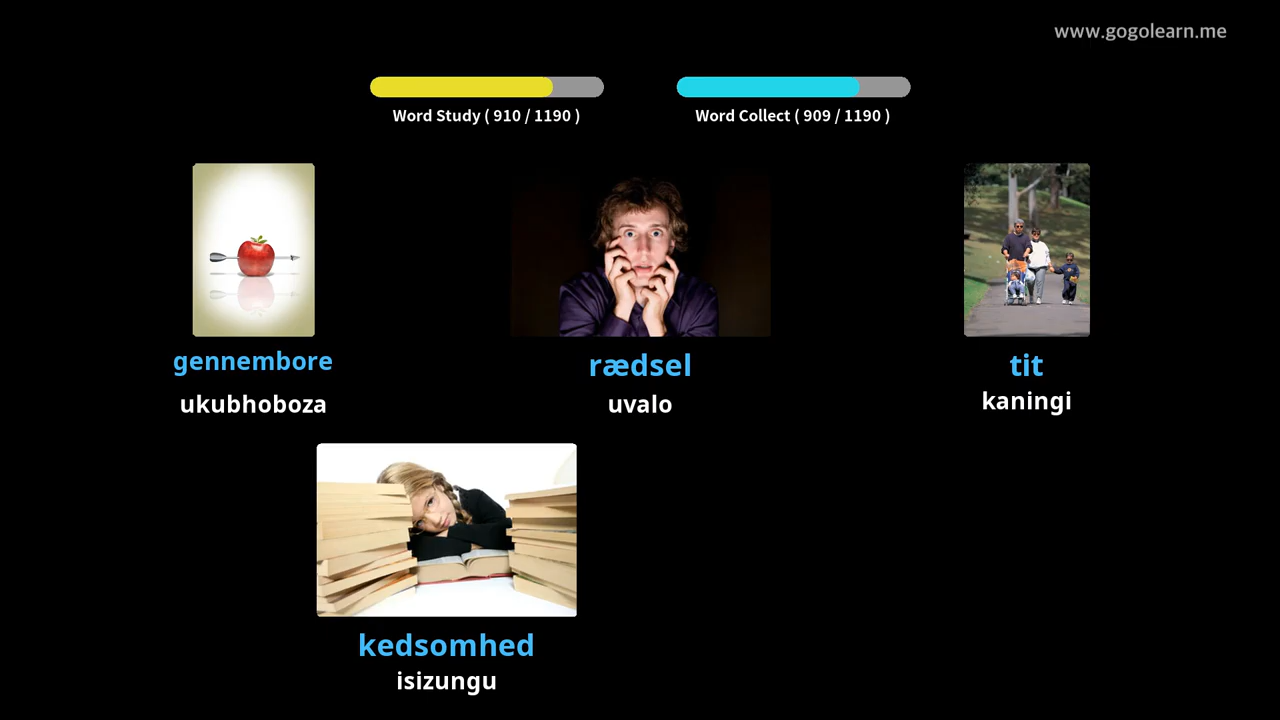 www.gogolearn.me
Word Study ( 910 / 1190 )
Word Collect ( 909 / 1190 )
gennembore
ukubhoboza
rædsel
uvalo
tit
kaningi
kedsomhed
isizungu